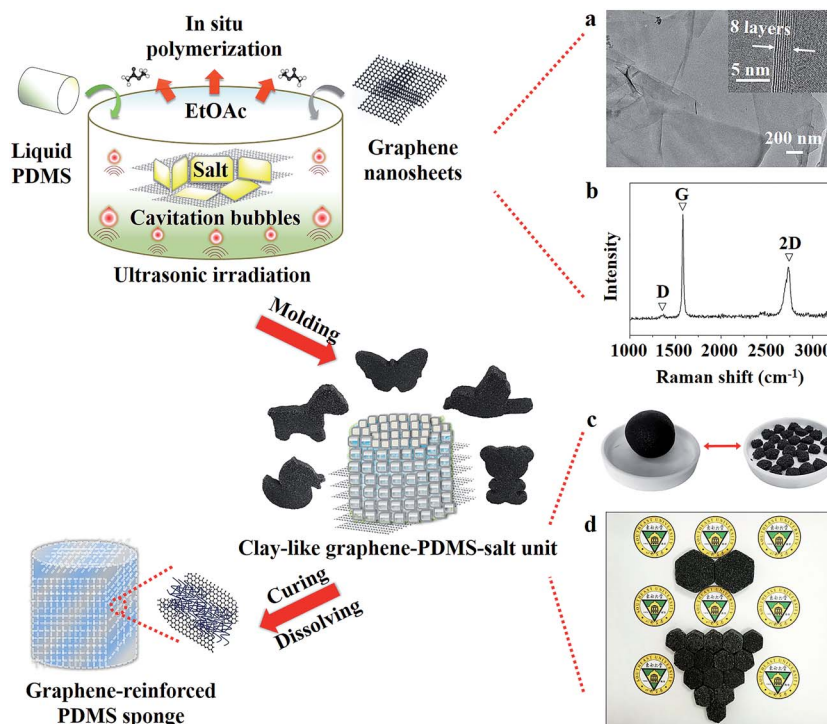 In situ
polymerization
EtOAc
Liquid
PDMS
Graphene
nanosheets
Salt
Cavitation bubbles
Ultrasonic irradiation
Molding
Clay-like graphene-PDMS-salt unit
Curing
Dissolving
Graphene-reinforced
PDMS sponge
a
8 layers
5 nm
200 nm
b
G
2D
D
Intensity
1000 1500 2000 2500 3000
Raman shift (cm⁻¹)
c
d